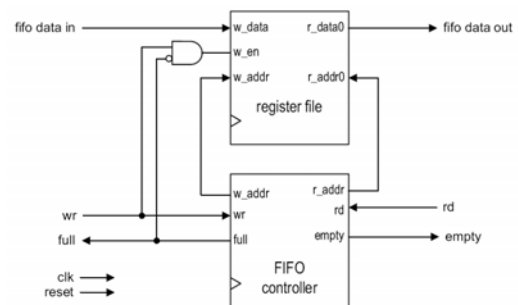 fifo data in
w_data
r_data0
fifo data out
w_en
w_addr
r_addr0
register file
w_addr
r_addr
wr
wr
rd
rd
full
full
empty
empty
FIFO
controller
clk
reset